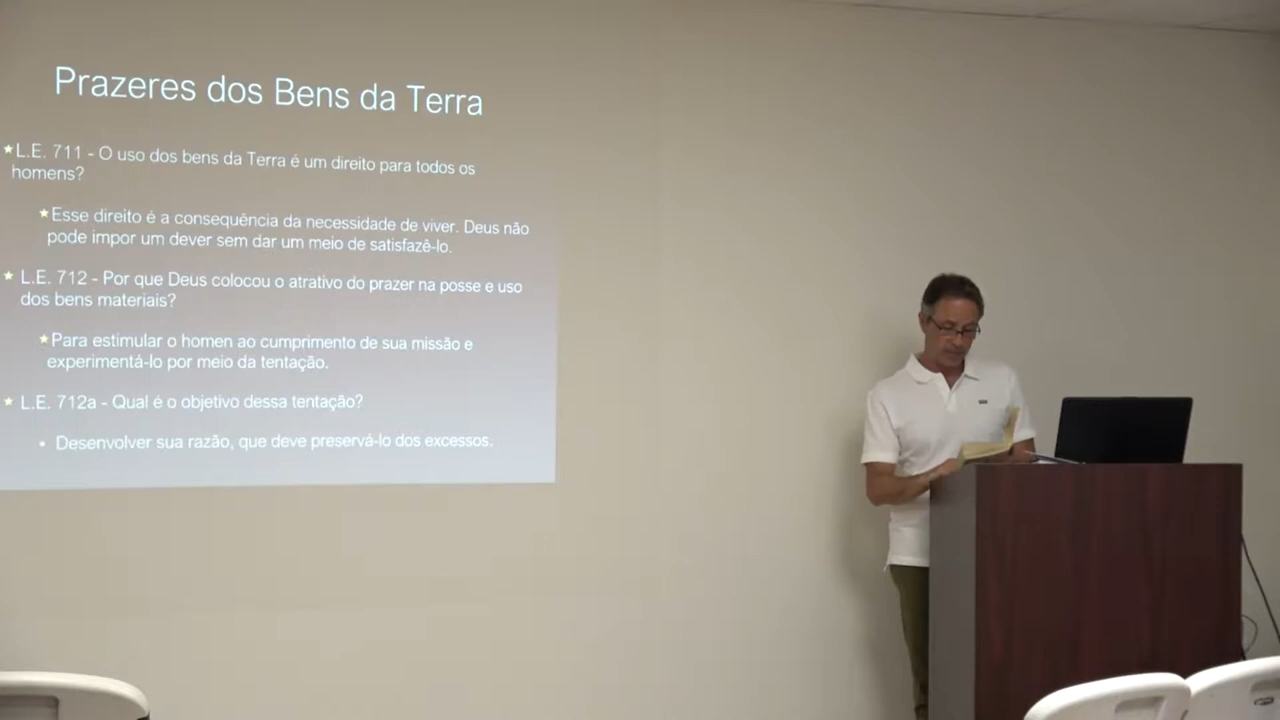 Prazeres dos Bens da Terra
L.E. 711 - O uso dos bens da Terra é um direito para todos os
homens?
Esse direito é a consequência da necessidade de viver. Deus não
pode impor um dever sem dar um meio de satisfazê-lo.
L.E. 712 - Por que Deus colocou o atrativo do prazer na posse e uso
dos bens materiais?
Para estimular o homen ao cumprimento de sua missão e
experimentá-lo por meio da tentação.
L.E. 712a - Qual é o objetivo dessa tentação?
• Desenvolver sua razão, que deve preservá-lo dos excessos.